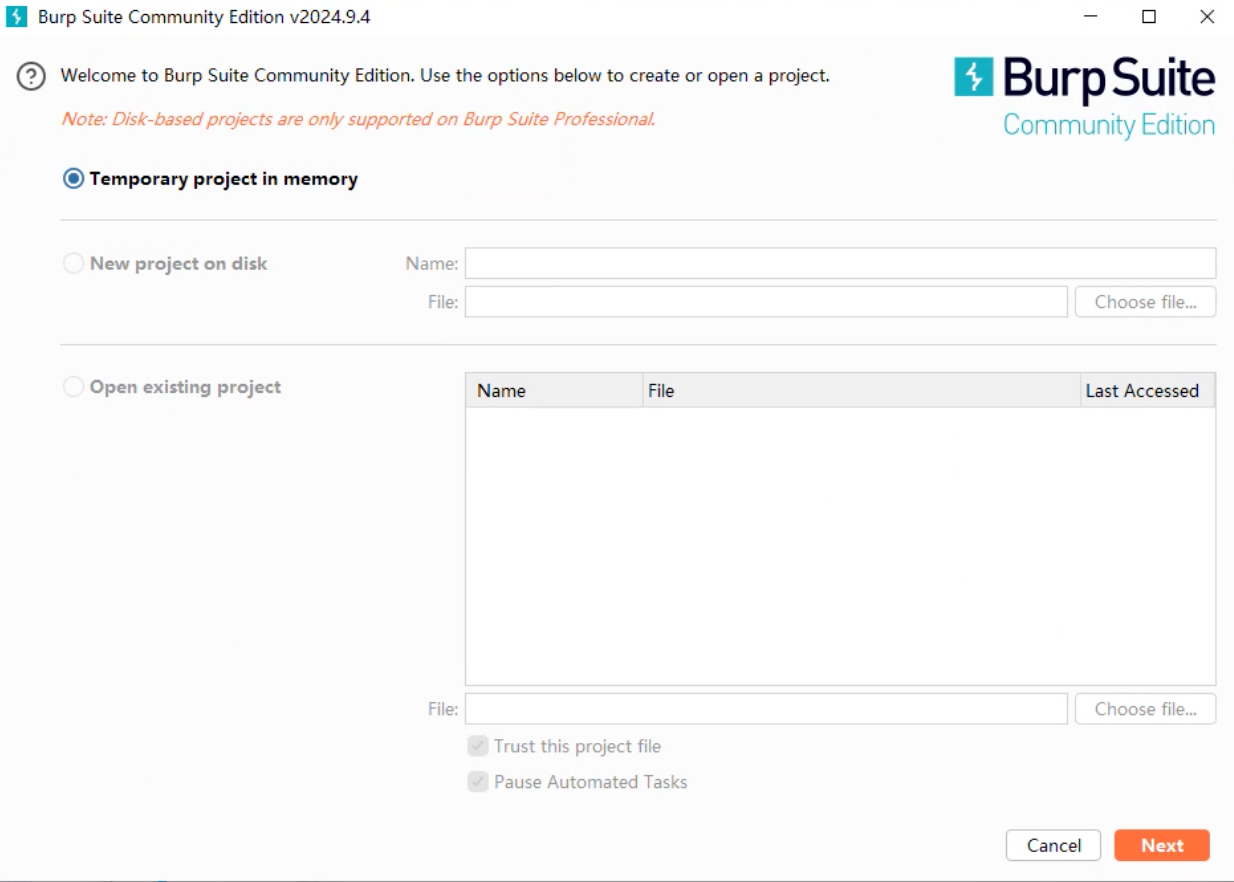 Burp Suite Community Edition v2024.9.4
Welcome to Burp Suite Community Edition. Use the options below to create or open a project.
Note: Disk-based projects are only supported on Burp Suite Professional.
Burp Suite
Community Edition
Temporary project in memory
New project on disk
Name:
File:
Choose file...
Open existing project
Name File Last Accessed
File:
Choose file...
Trust this project file
Pause Automated Tasks
Cancel
Next